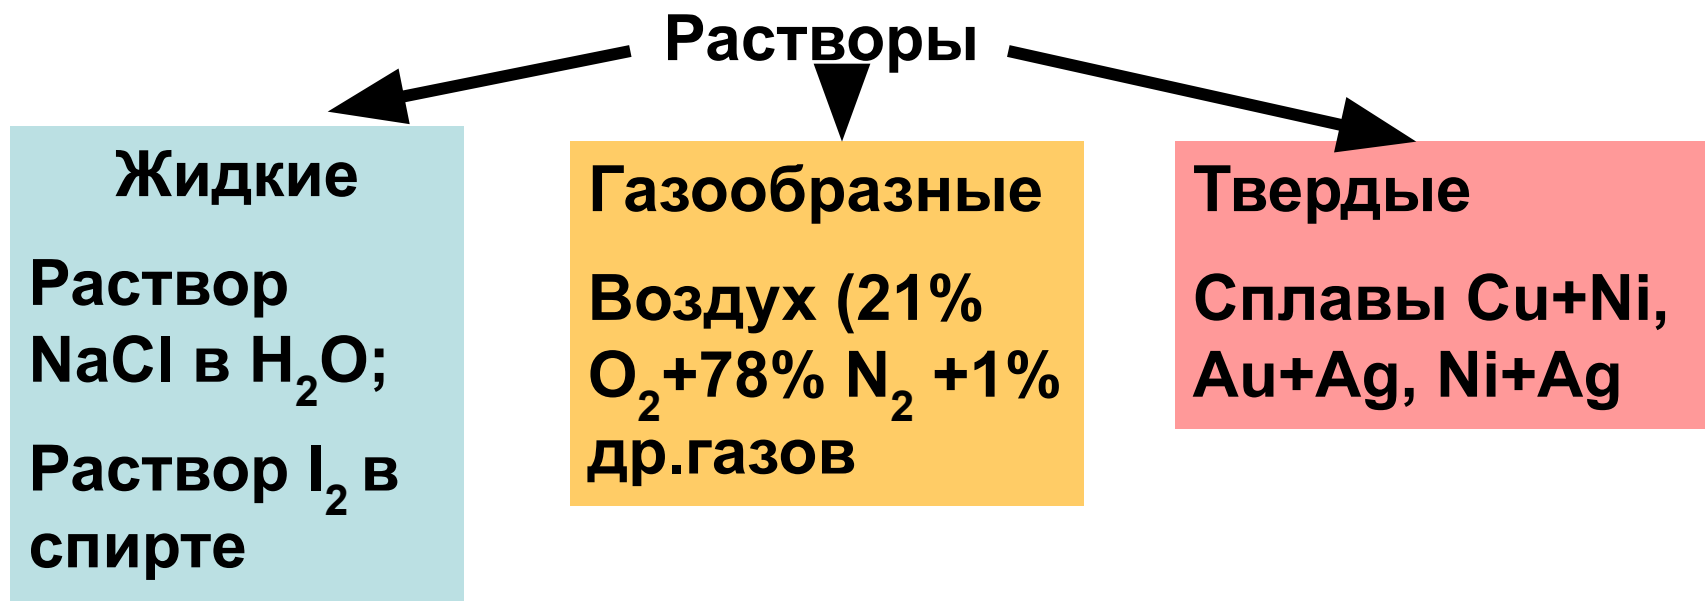 Растворы
Жидкие
Раствор
NaCl в H₂O;
Раствор I₂ в
спирте
Газообразные
Воздух (21%
O₂+78% N₂ +1%
др.газов
Твердые
Сплавы Cu+Ni,
Au+Ag, Ni+Ag